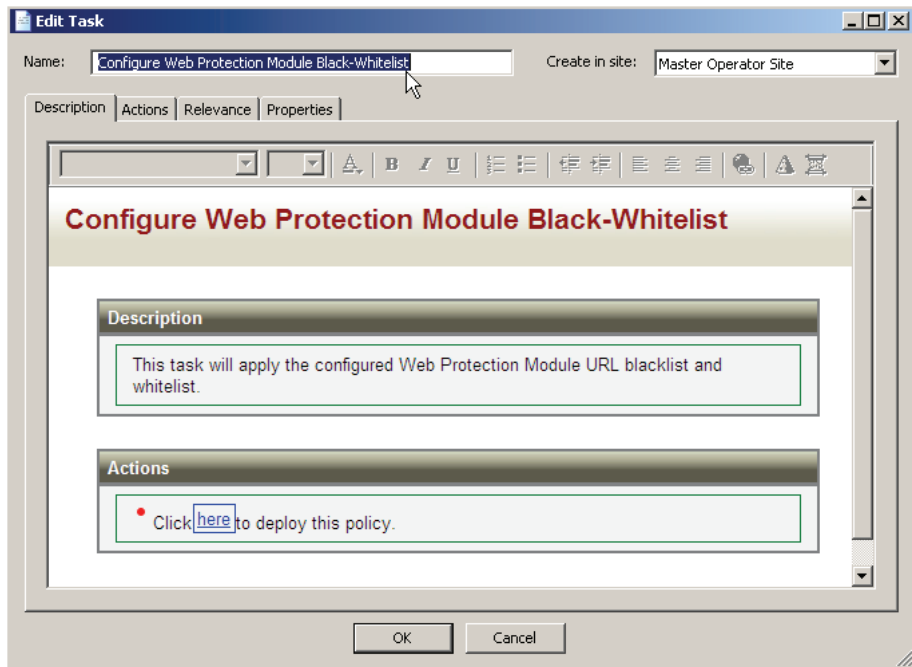 Edit Task
Name: Configure Web Protection Module Black-Whitelist Create in site: Master Operator Site
Description Actions Relevance Properties
A B I U
Configure Web Protection Module Black-Whitelist
Description
This task will apply the configured Web Protection Module URL blacklist and
whitelist.
Actions
Click here to deploy this policy.
OK Cancel